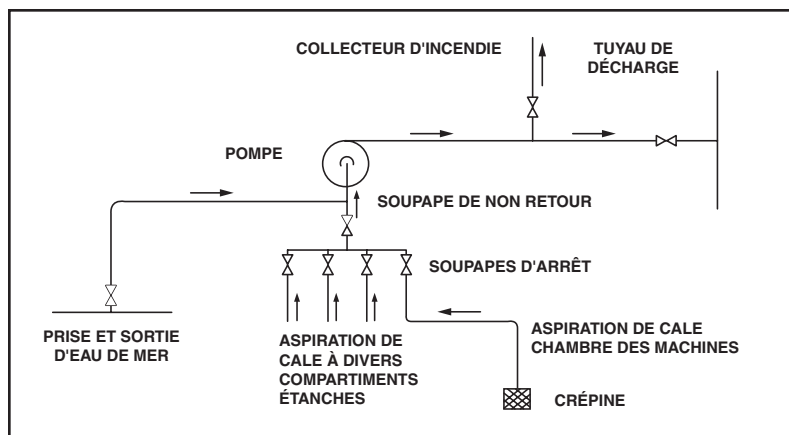 COLLECTEUR D'INCENDIE
TUYAU DE
DÉCHARGE
POMPE
SOUPAPE DE NON RETOUR
SOUPAPES D'ARRÊT
PRISE ET SORTIE
D'EAU DE MER
ASPIRATION DE
CALE À DIVERS
COMPARTIMENTS
ÉTANCHES
ASPIRATION DE CALE
CHAMBRE DES MACHINES
CRÉPINE